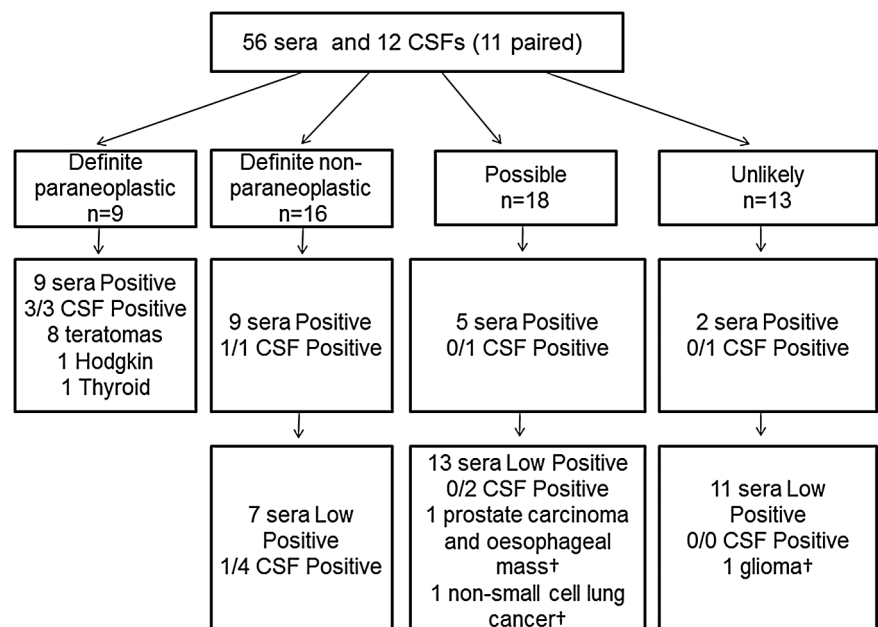 56 sera and 12 CSFs (11 paired)
Definite
paraneoplastic
n=9
Definite non-
paraneoplastic
n=16
Possible
n=18
Unlikely
n=13
9 sera Positive
3/3 CSF Positive
8 teratomas
1 Hodgkin
1 Thyroid
9 sera Positive
1/1 CSF Positive
5 sera Positive
0/1 CSF Positive
2 sera Positive
0/1 CSF Positive
7 sera Low
Positive
1/4 CSF Positive
13 sera Low Positive
0/2 CSF Positive
1 prostate carcinoma
and oesophageal
mass†
1 non-small cell lung
cancer†
11 sera Low
Positive
0/0 CSF Positive
1 glioma†